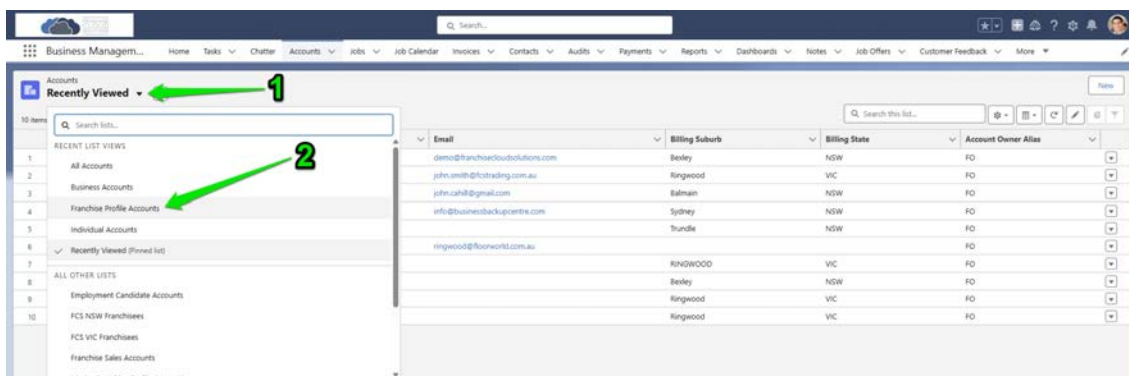 Search...
Business Managem... Home Tasks Chatter Accounts Jobs Job Calendar Invoices Contacts Audits Payments Reports Dashboards Notes Job Offers Customer Feedback More
Accounts
Recently Viewed
1
New
10 items
Search this list...
Search lists...
RECENT LIST VIEWS
All Accounts
Business Accounts
Franchise Profile Accounts
2
Individual Accounts
Recently Viewed (Pinned list)
ALL OTHER LISTS
Employment Candidate Accounts
FCS NSW Franchisees
FCS VIC Franchisees
Franchise Sales Accounts
Email Billing Suburb Billing State Account Owner Alias
1 demo@franchisecloudsolutions.com Bexley NSW FO
2 john.smith@fcstrading.com.au Ringwood VIC FO
3 john.cahill@gmail.com Balmain NSW FO
4 info@businessbackupcentre.com Sydney NSW FO
5 Trundle NSW FO
6 ringwood@floorworld.com.au FO
7 RINGWOOD VIC FO
8 Bexley NSW FO
9 Ringwood VIC FO
10 Ringwood VIC FO